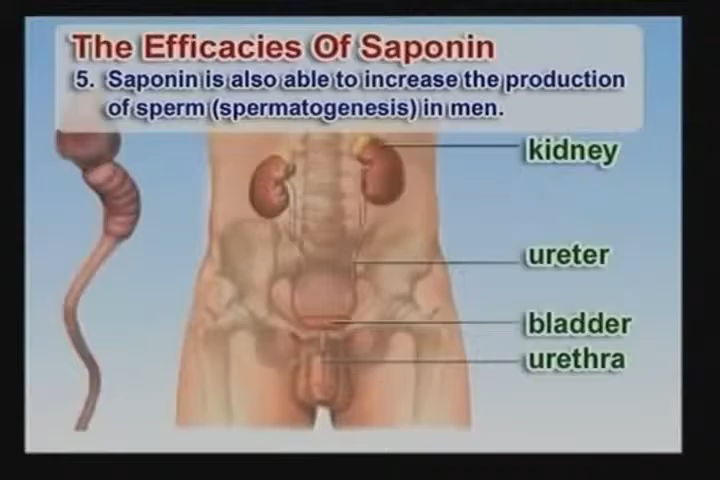 The Efficacies Of Saponin
5. Saponin is also able to increase the production
of sperm (spermatogenesis) in men.
kidney
ureter
bladder
urethra